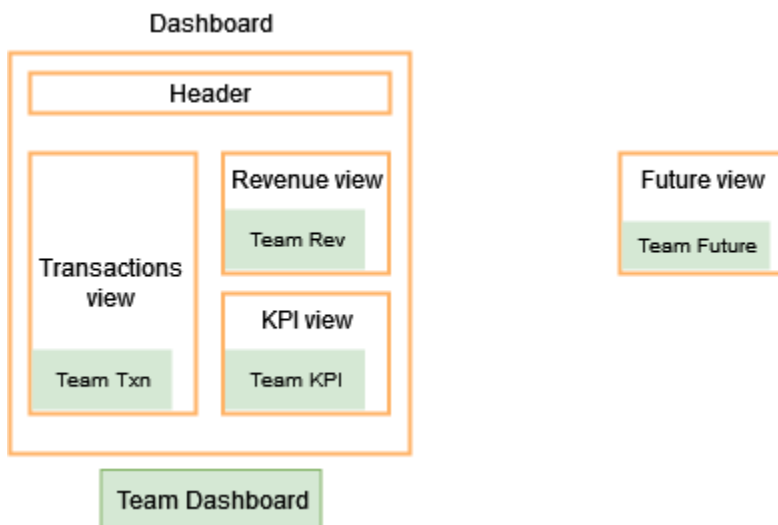 Dashboard
Header
Transactions
view
Team Txn
Revenue view
Team Rev
KPI view
Team KPI
Team Dashboard
Future view
Team Future